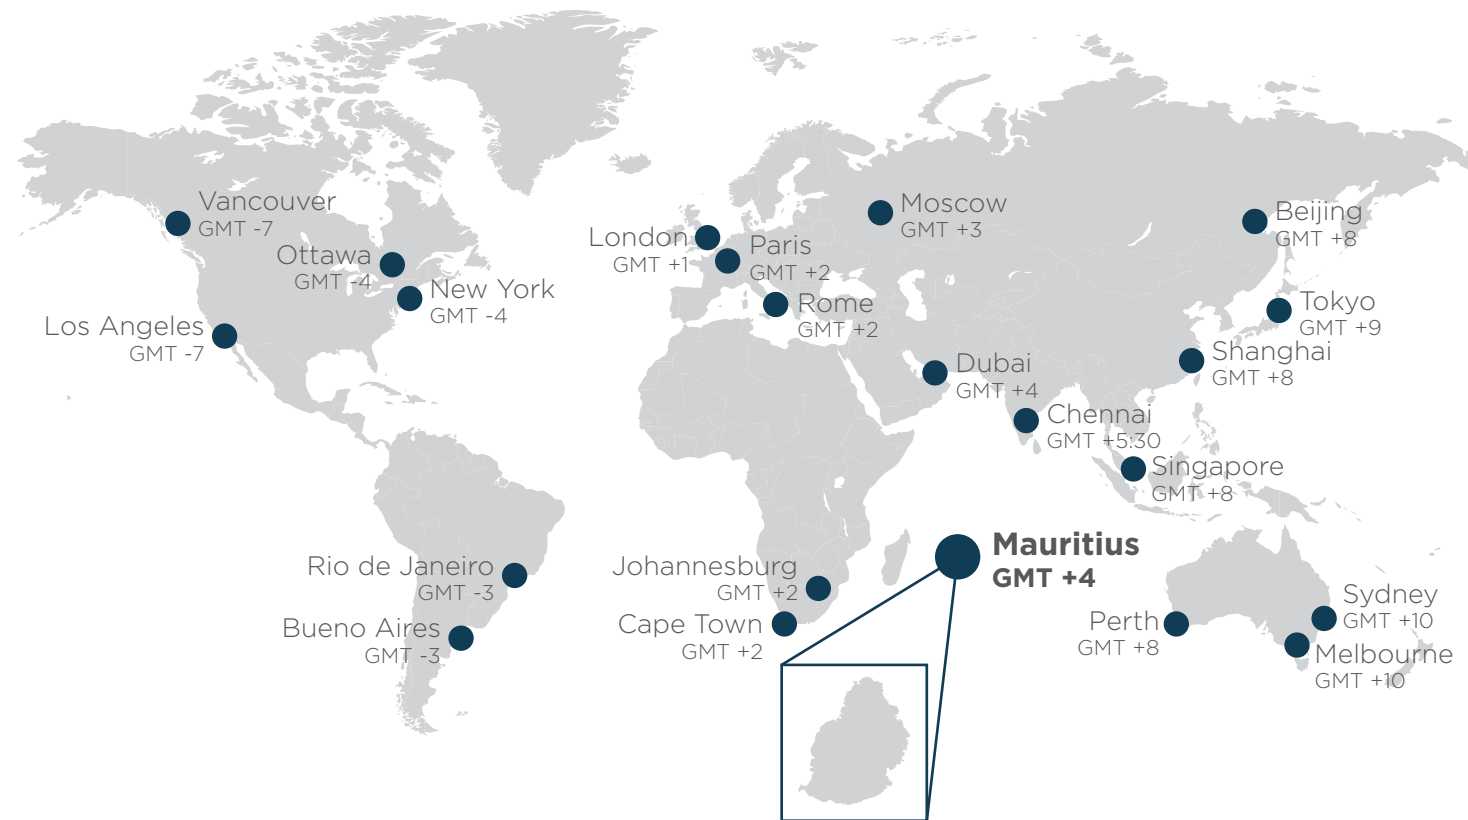 Vancouver
GMT -7
Ottawa
GMT -4
New York
GMT -4
Los Angeles
GMT -7
London
GMT +1
Paris
GMT +2
Rome
GMT +2
Moscow
GMT +3
Beijing
GMT +8
Tokyo
GMT +9
Shanghai
GMT +8
Dubai
GMT +4
Chennai
GMT +5:30
Singapore
GMT +8
Rio de Janeiro
GMT -3
Bueno Aires
GMT -3
Johannesburg
GMT +2
Cape Town
GMT +2
Mauritius
GMT +4
Perth
GMT +8
Sydney
GMT +10
Melbourne
GMT +10